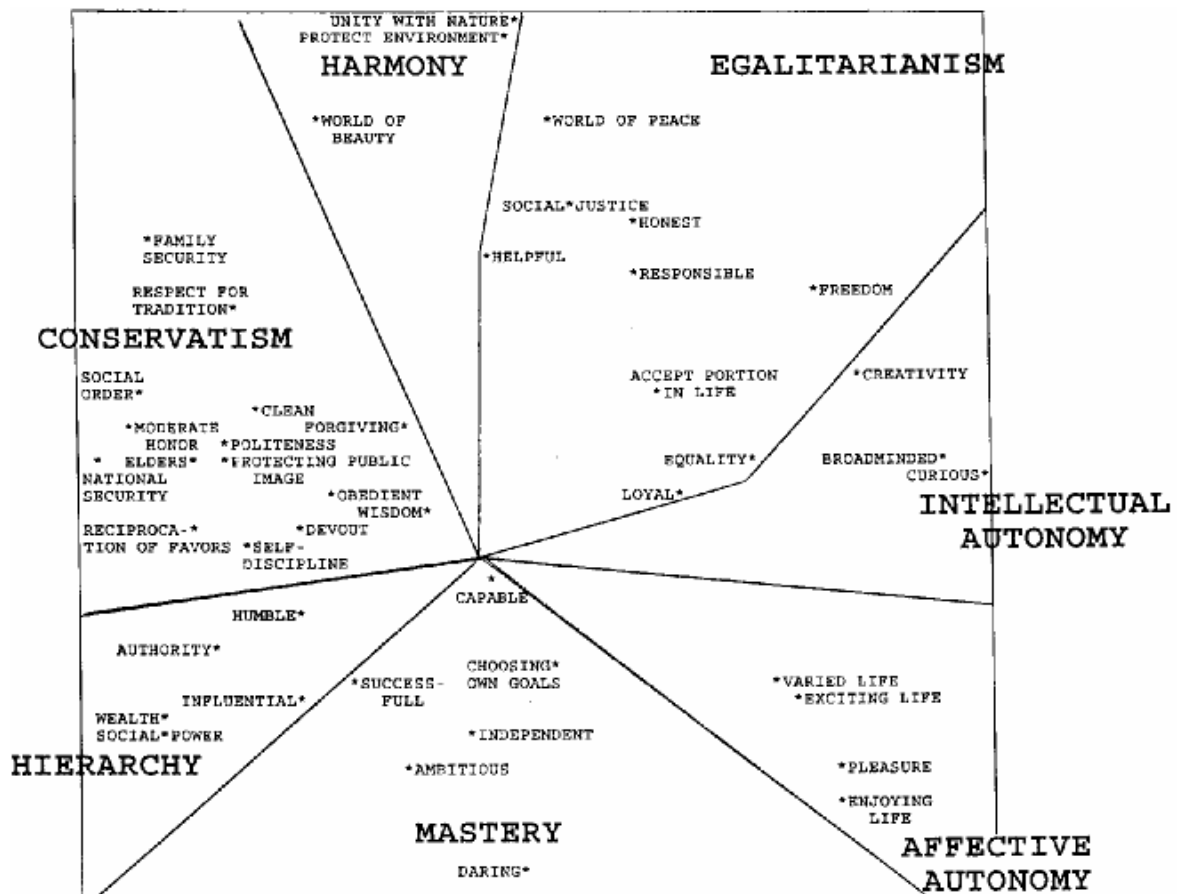 UNITY WITH NATURE*
PROTECT ENVIRONMENT*
HARMONY
EGALITARIANISM
*WORLD OF
BEAUTY
*WORLD OF PEACE
SOCIAL*JUSTICE
*HONEST
*FAMILY
SECURITY
*HELPFUL
*RESPONSIBLE
RESPECT FOR
TRADITION*
*FREEDOM
CONSERVATISM
SOCIAL
ORDER*
ACCEPT PORTION
*IN LIFE
*CREATIVITY
*CLEAN
*MODERATE
FORGIVING*
HONOR
*POLITENESS
* ELDERS*
*PROTECTING PUBLIC
IMAGE
NATIONAL
SECURITY
EQUALITY*
BROADMINDED*
CURIOUS*
*OBEDIENT
WISDOM*
LOYAL*
INTELLECTUAL
AUTONOMY
RECIPROCA-*
TION OF FAVORS
*DEVOUT
*SELF-
DISCIPLINE
*
CAPABLE
HUMBLE*
AUTHORITY*
CHOOSING*
OWN GOALS
*SUCCESS-
FULL
*VARIED LIFE
*EXCITING LIFE
INFLUENTIAL*
WEALTH*
SOCIAL*POWER
*INDEPENDENT
HIERARCHY
*AMBITIOUS
*PLEASURE
*ENJOYING
LIFE
MASTERY
AFFECTIVE
AUTONOMY
DARING*